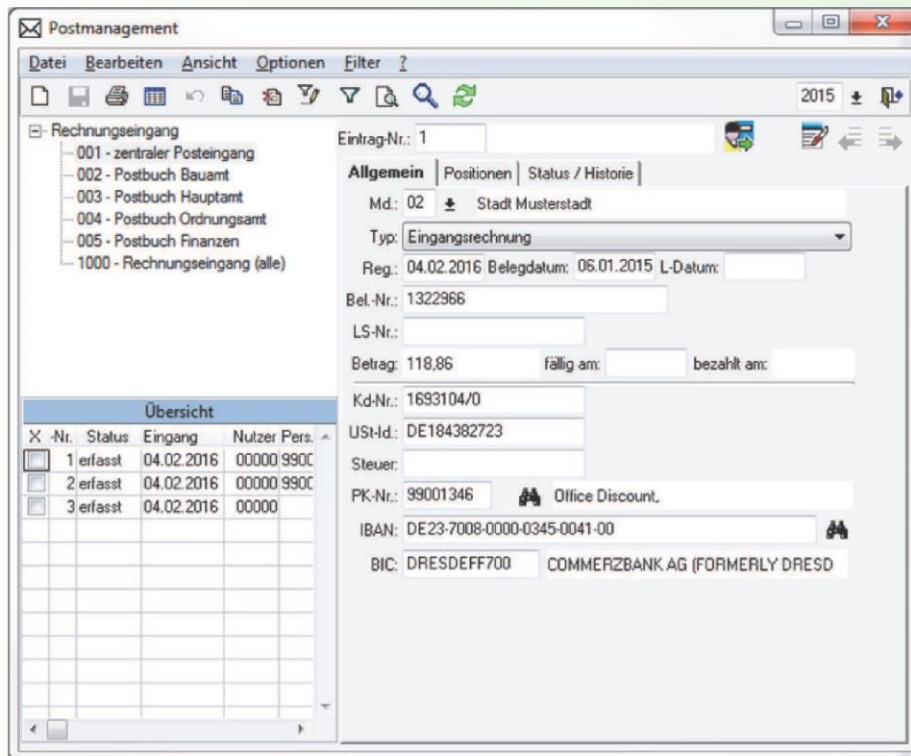 Postmanagement
Datei Bearbeiten Ansicht Optionen Filter ?
2015
Rechnungseingang
001 - zentraler Posteingang
002 - Postbuch Bauamt
003 - Postbuch Hauptamt
004 - Postbuch Ordnungsamt
005 - Postbuch Finanzen
1000 - Rechnungseingang (alle)
Übersicht
X -Nr. Status Eingang Nutzer Pers.
1 erfasst 04.02.2016 00000 990C
2 erfasst 04.02.2016 00000 990C
3 erfasst 04.02.2016 00000
Eintrag-Nr.: 1
Allgemein Positionen Status / Historie
Md.: 02 Stadt Musterstadt
Typ: Eingangsrechnung
Reg.: 04.02.2016 Belegdatum: 06.01.2015 L-Datum:
Bel.-Nr.: 1322966
LS-Nr.:
Betrag: 118,86 fällig am: bezahlt am:
Kd-Nr.: 1693104/0
USt-Id.: DE184382723
Steuer:
PK-Nr.: 99001346 Office Discount,
IBAN: DE23-7008-0000-0345-0041-00
BIC: DRESDEFF700 COMMERZBANK AG (FORMERLY DRESD